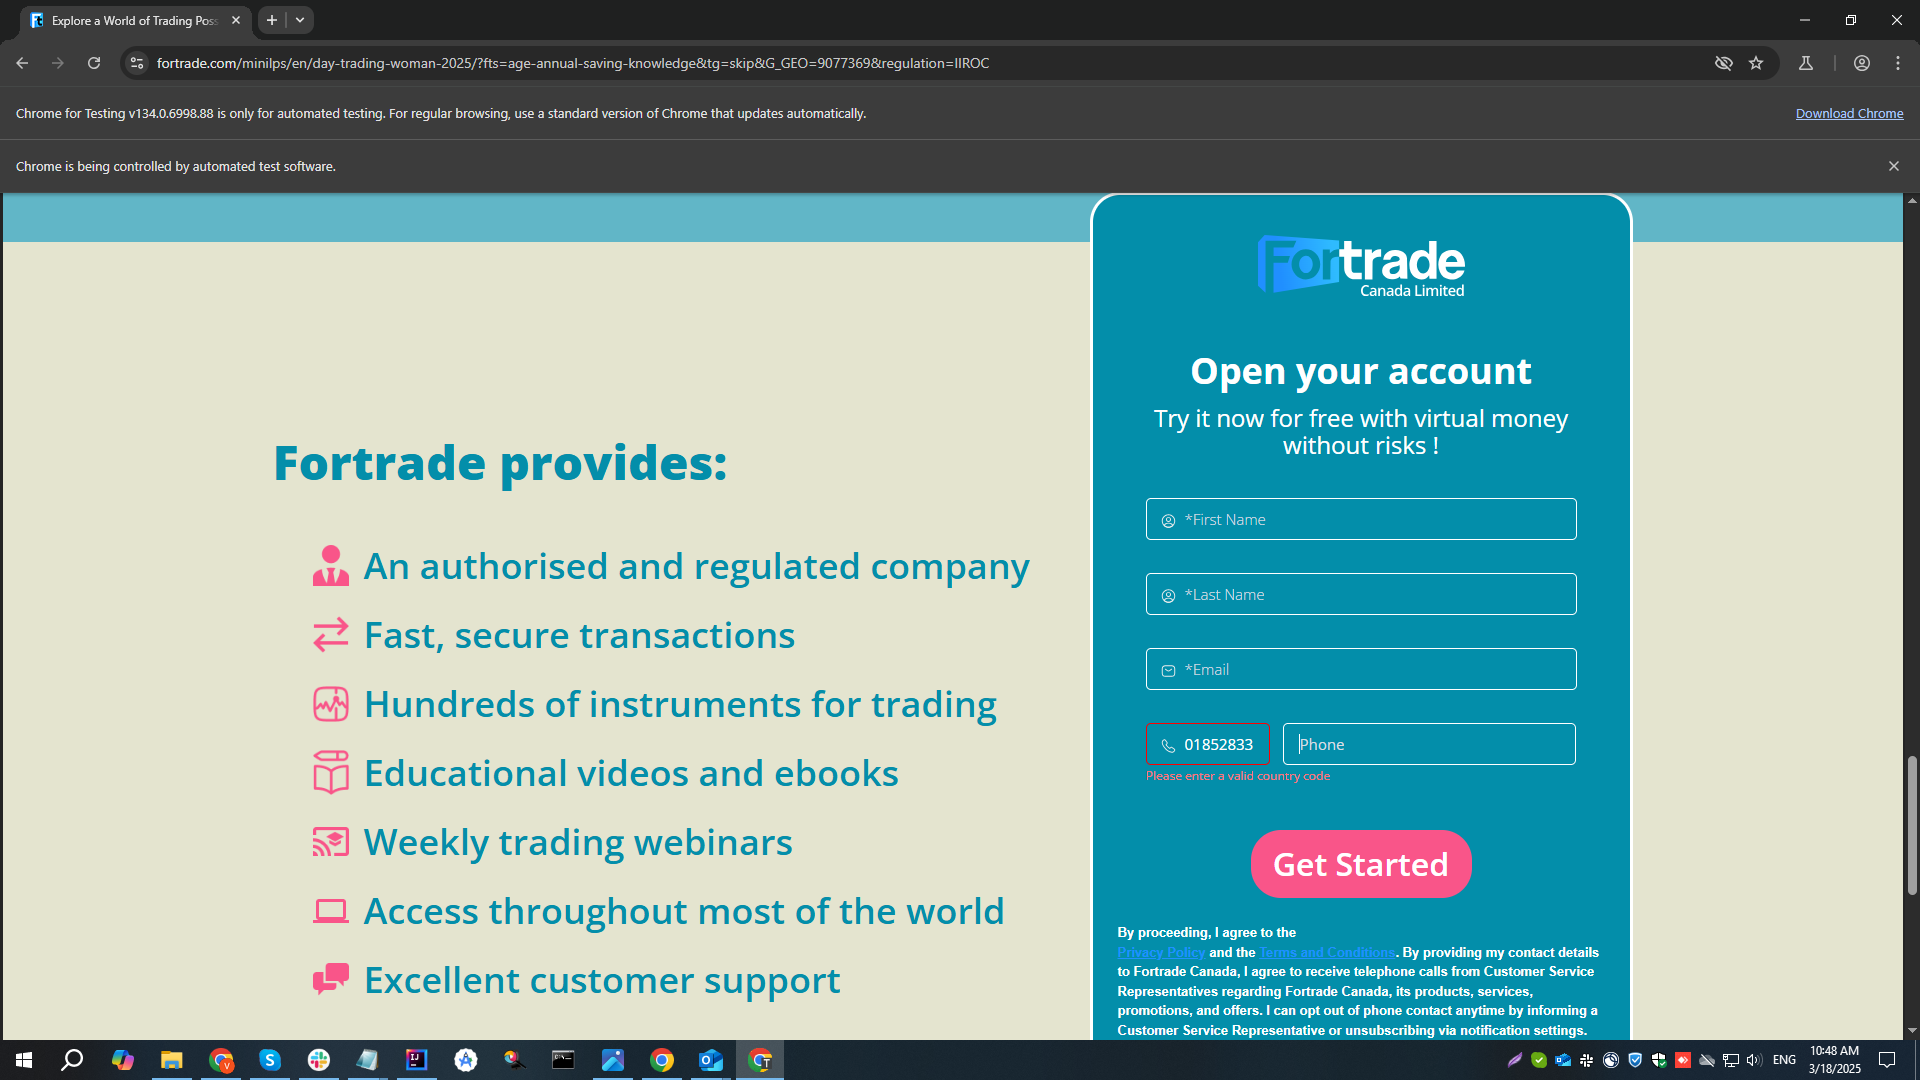 Explore a World of Trading Poss
fortrade.com/minilps/en/day-trading-woman-2025/?fts=age-annual-saving-knowledge&tg=skip&G_GEO=9077369&regulation=IIROC
Chrome for Testing v134.0.6998.88 is only for automated testing. For regular browsing, use a standard version of Chrome that updates automatically.
Download Chrome
Chrome is being controlled by automated test software.
Fortrade
Canada Limited
Open your account
Try it now for free with virtual money
without risks !
*First Name
*Last Name
*Email
01852833
Phone
Please enter a valid country code
Get Started
By proceeding, I agree to the
Privacy Policy and the Terms and Conditions. By providing my contact details
to Fortrade Canada, I agree to receive telephone calls from Customer Service
Representatives regarding Fortrade Canada, its products, services,
promotions, and offers. I can opt out of phone contact anytime by informing a
Customer Service Representative or unsubscribing via notification settings.
Fortrade provides:
An authorised and regulated company
Fast, secure transactions
Hundreds of instruments for trading
Educational videos and ebooks
Weekly trading webinars
Access throughout most of the world
Excellent customer support
ENG
10:48 AM
3/18/2025